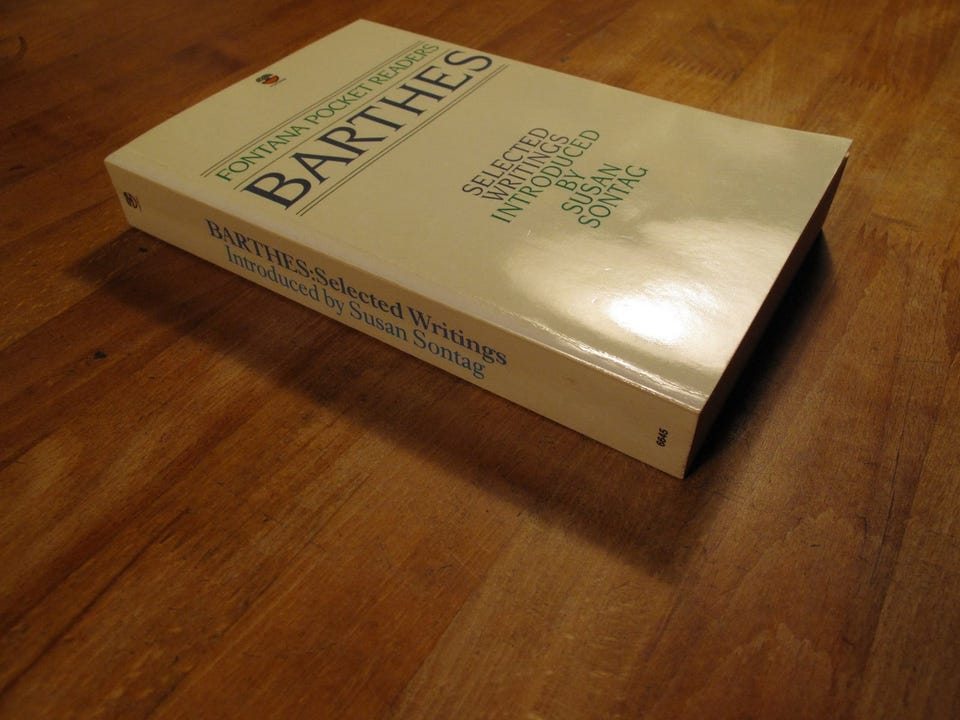 FONTANA POCKET READERS
BARTHES
SELECTED
WRITINGS
INTRODUCED
BY
SUSAN
SONTAG
BARTHES:Selected Writings
Introduced by Susan Sontag
6645